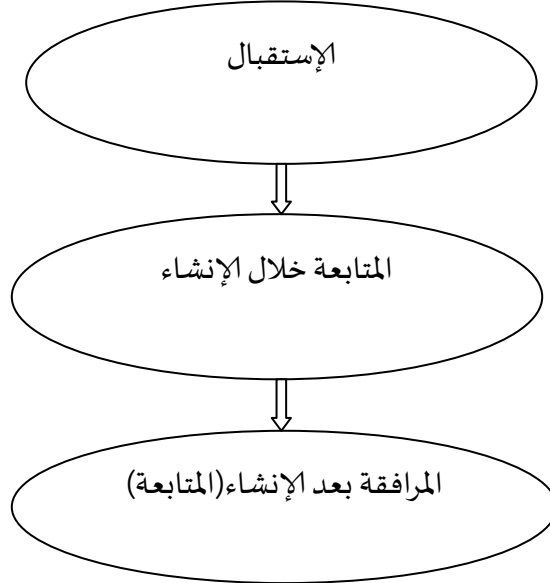 الإستقبال
المتابعة خلال الإنشاء
المرافقة بعد الإنشاء(المتابعة)